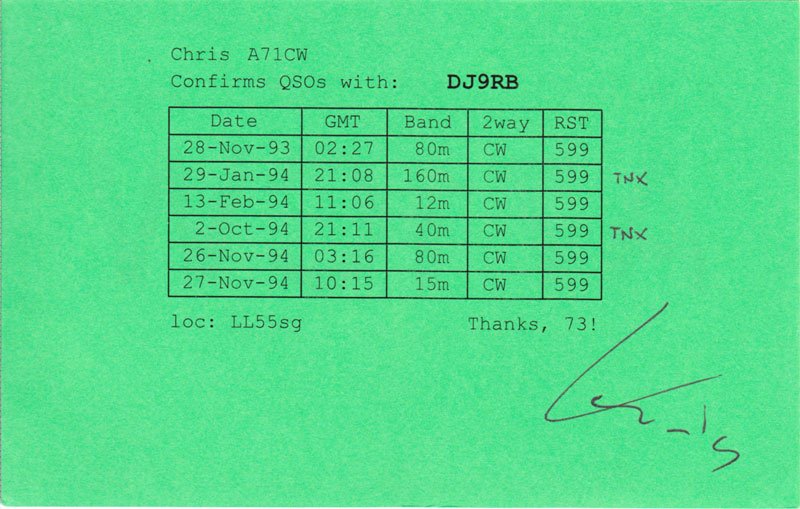 Chris A71CW
Confirms QSOs with: DJ9RB
Date GMT Band 2way RST
28-Nov-93 02:27 80m CW 599
29-Jan-94 21:08 160m CW 599 TNX
13-Feb-94 11:06 12m CW 599
2-Oct-94 21:11 40m CW 599 TNX
26-Nov-94 03:16 80m CW 599
27-Nov-94 10:15 15m CW 599
loc: LL55sg Thanks, 73!
Chris